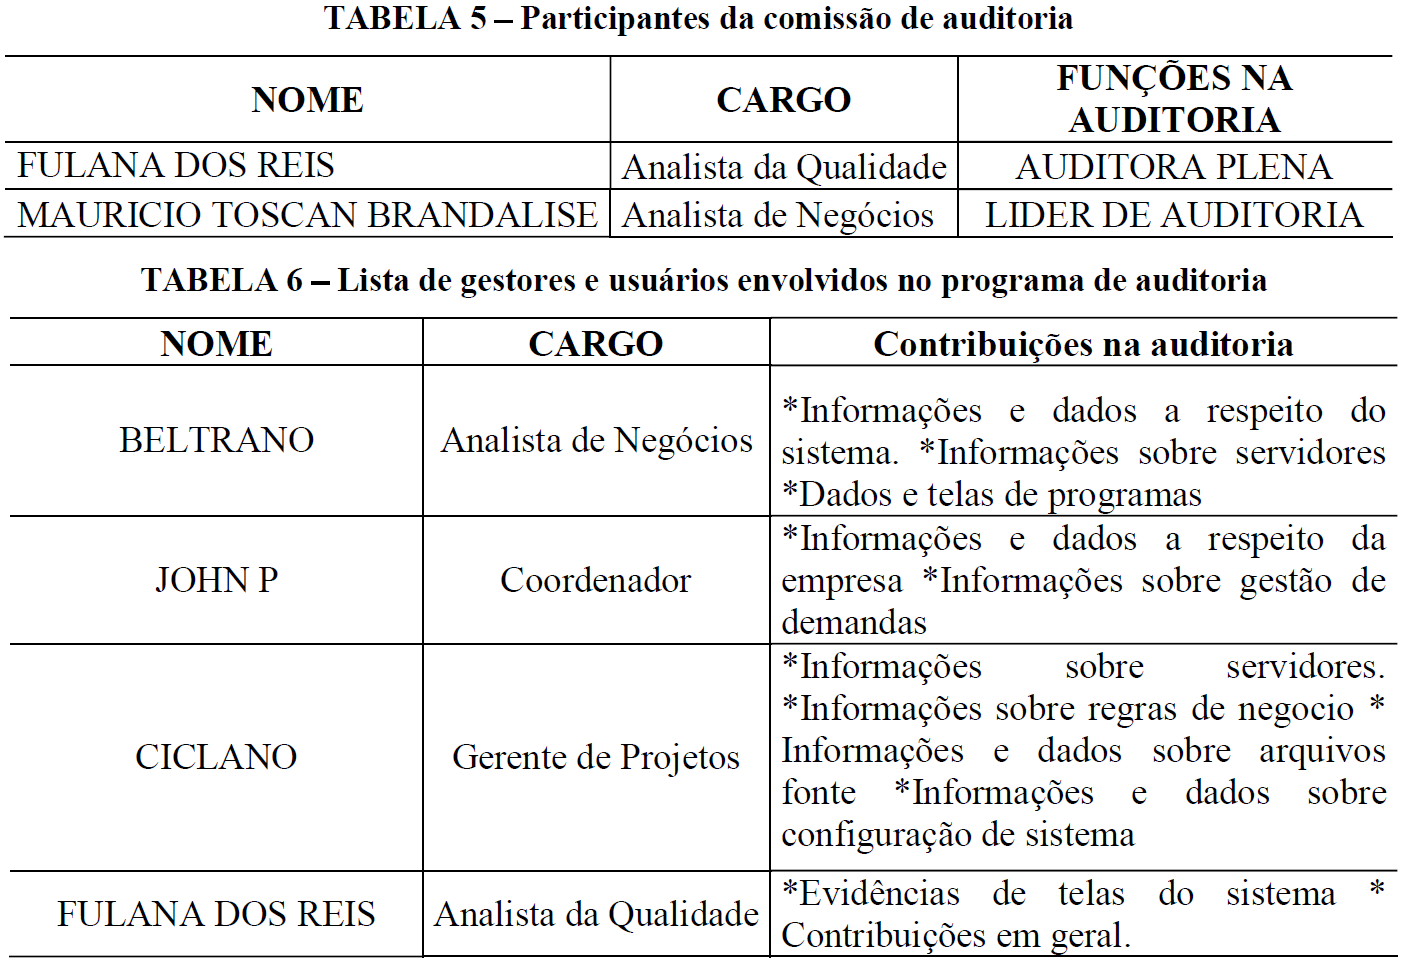 TABELA 5 – Participantes da comissão de auditoria
NOME CARGO FUNÇÕES NA
AUDITORIA
FULANA DOS REIS Analista da Qualidade AUDITORA PLENA
MAURICIO TOSCAN BRANDALISE Analista de Negócios LIDER DE AUDITORIA
TABELA 6 – Lista de gestores e usuários envolvidos no programa de auditoria
NOME CARGO Contribuições na auditoria
BELTRANO Analista de Negócios *Informações e dados a respeito do
sistema. *Informações sobre servidores
*Dados e telas de programas
JOHN P Coordenador *Informações e dados a respeito da
empresa *Informações sobre gestão de
demandas
CICLANO Gerente de Projetos *Informações sobre servidores.
*Informações sobre regras de negocio *
Informações e dados sobre arquivos
fonte *Informações e dados sobre
configuração de sistema
FULANA DOS REIS Analista da Qualidade *Evidências de telas do sistema *
Contribuições em geral.